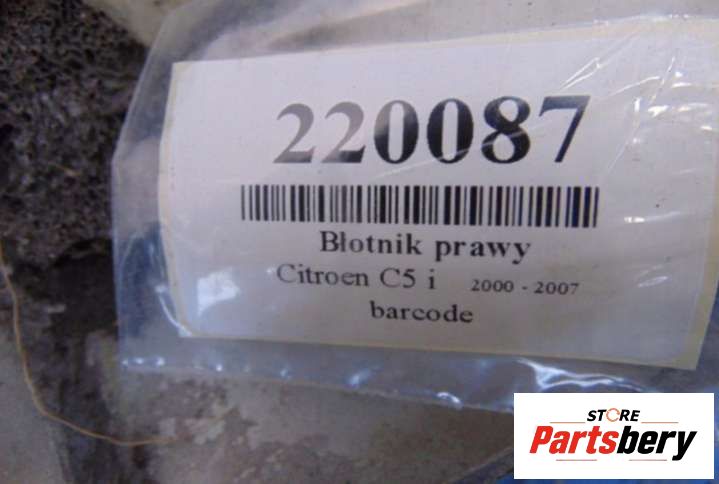 220087
Błotnik prawy
Citroen C5 i 2000 - 2007
barcode
STORE
Partsbery